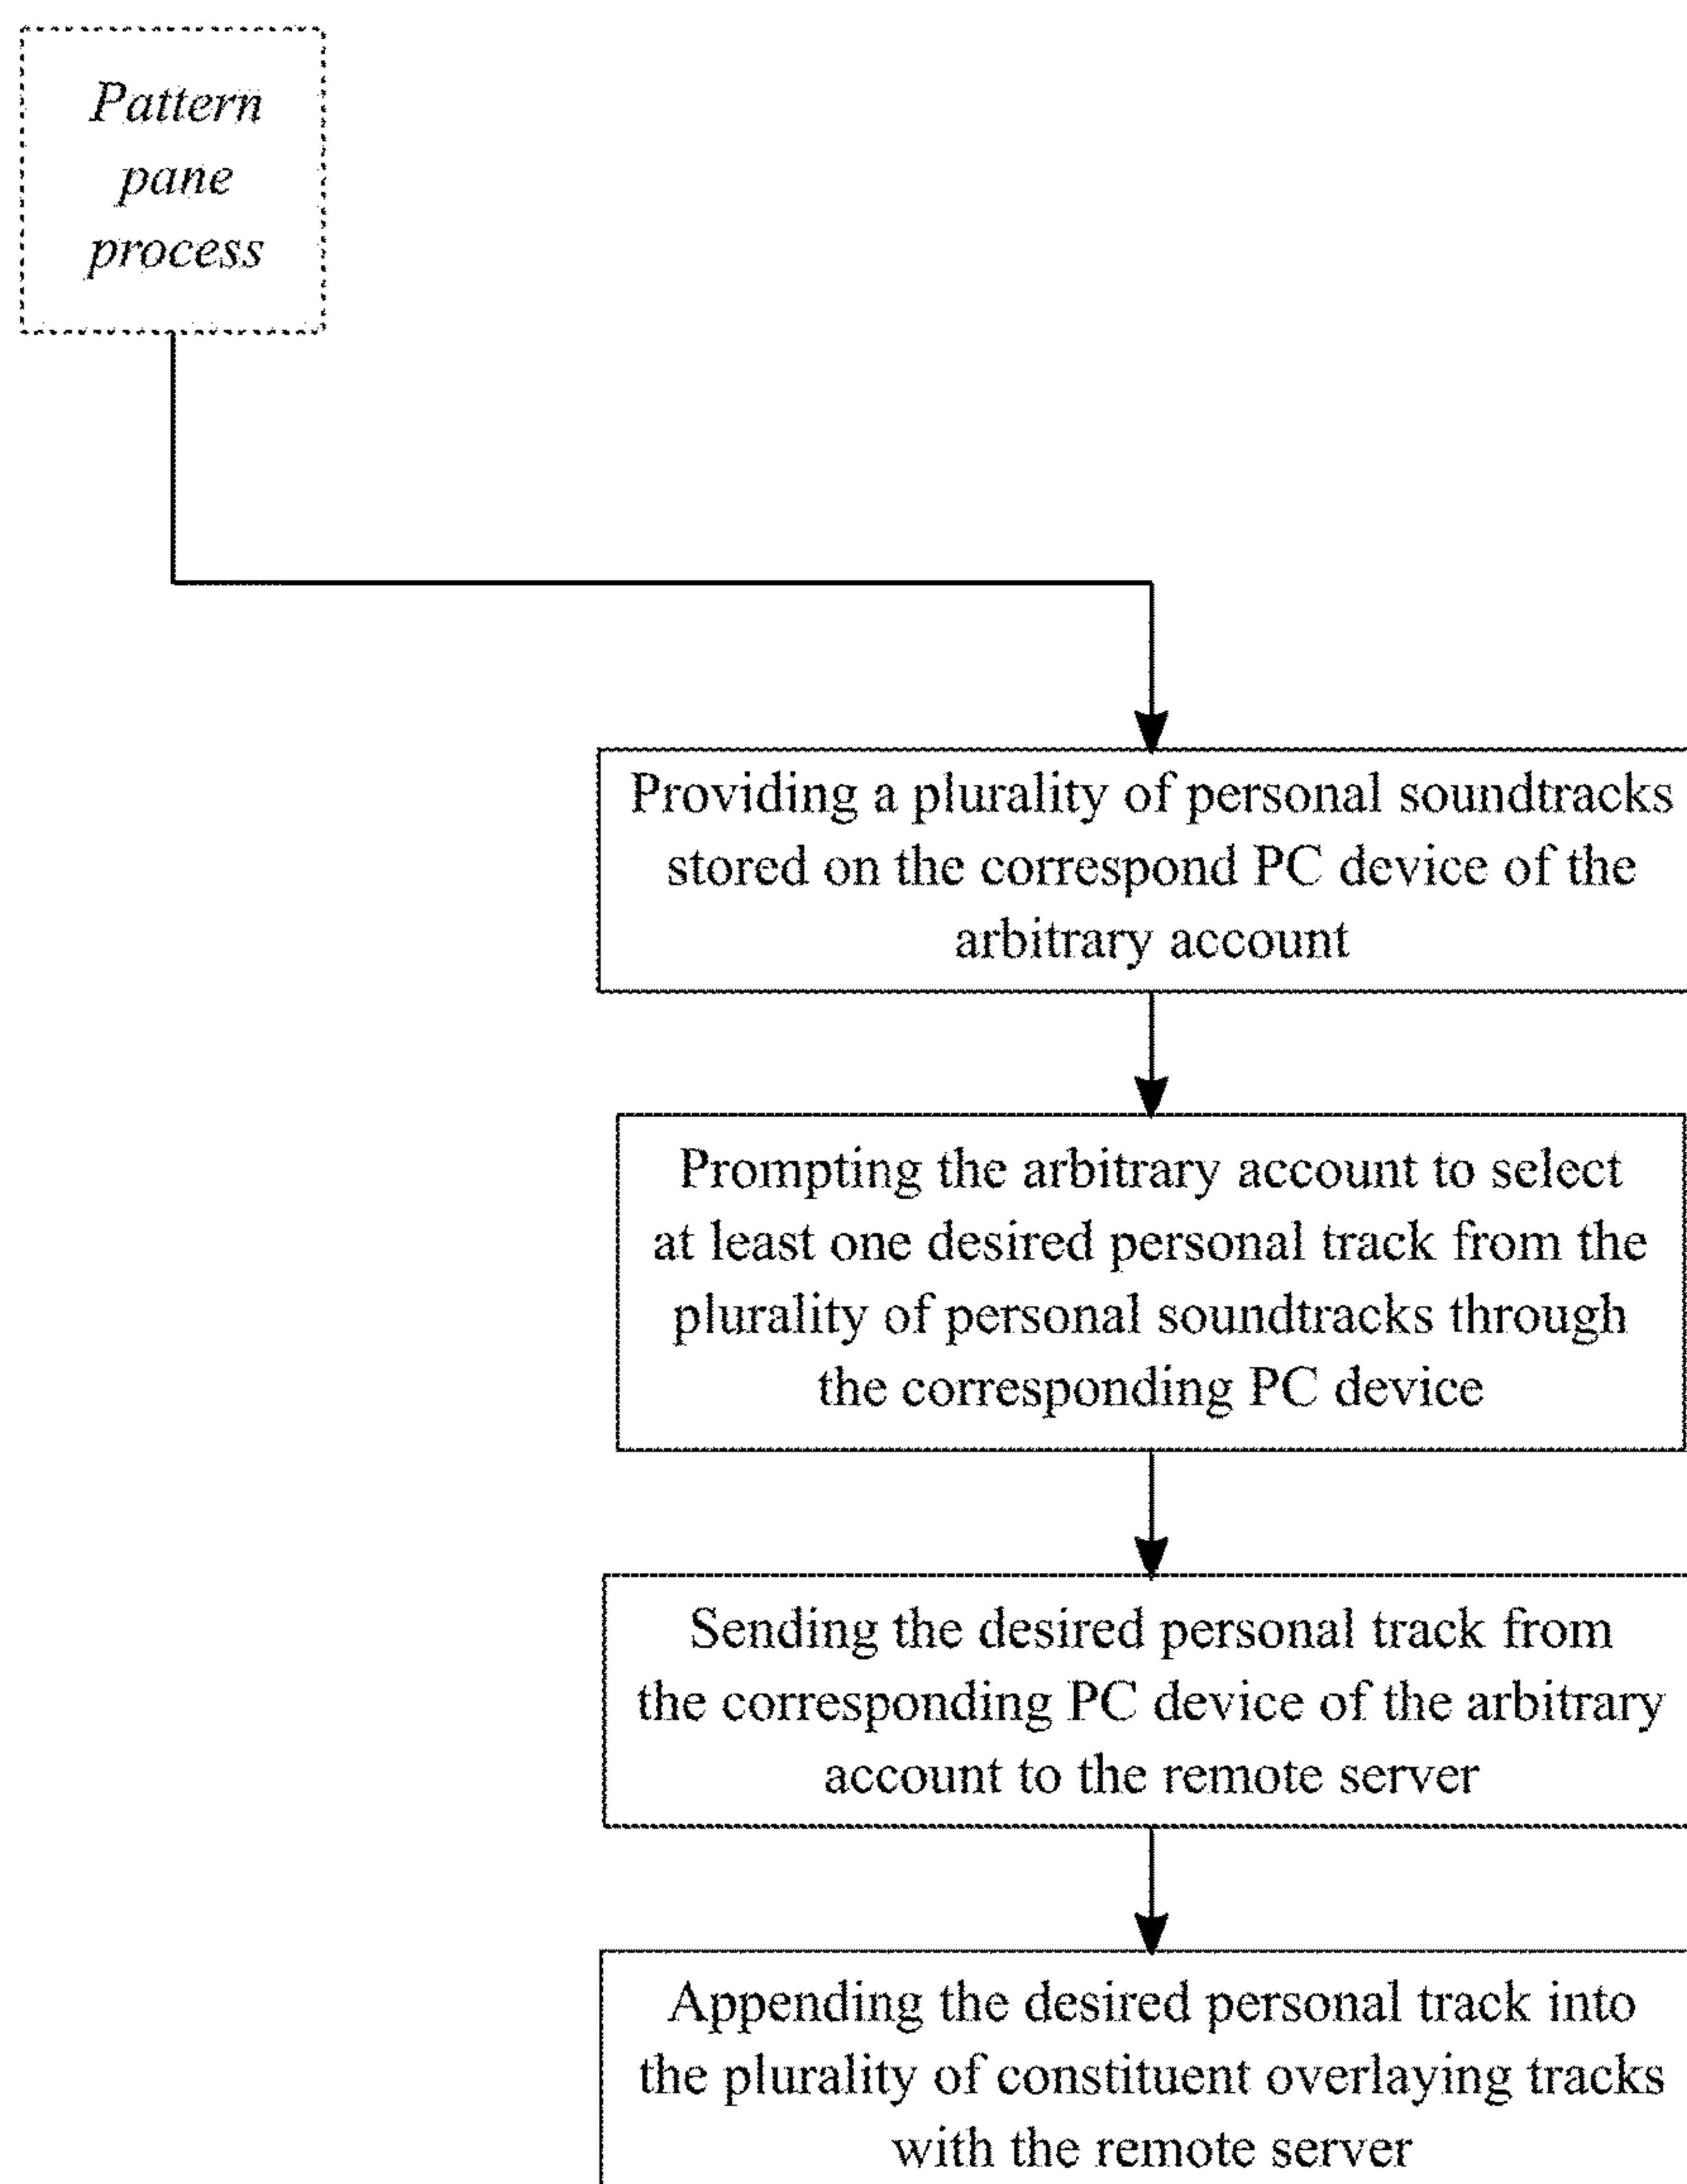 Pattern
pane
process
Providing a plurality of personal soundtracks
stored on the correspond PC device of the
arbitrary account
Prompting the arbitrary account to select
at least one desired personal track from the
plurality of personal soundtracks through
the corresponding PC device
Sending the desired personal track from
the corresponding PC device of the arbitrary
account to the remote server
Appending the desired personal track into
the plurality of constituent overlaying tracks
with the remote server